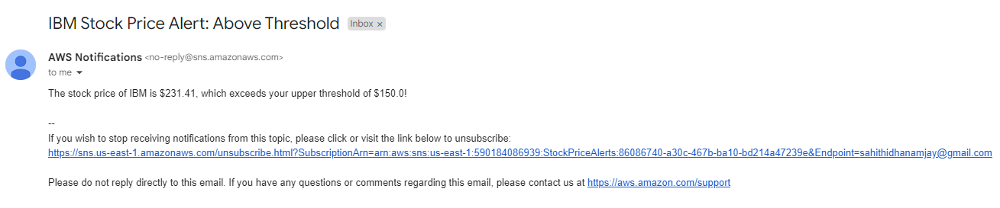 IBM Stock Price Alert: Above Threshold Inbox ×
AWS Notifications <no-reply@sns.amazonaws.com>
to me
The stock price of IBM is $231.41, which exceeds your upper threshold of $150.0!
--
If you wish to stop receiving notifications from this topic, please click or visit the link below to unsubscribe:
https://sns.us-east-1.amazonaws.com/unsubscribe.html?SubscriptionArn=arn:aws:sns:us-east-1:590184086939:StockPriceAlerts:86086740-a30c-467b-ba10-bd214a47239e&Endpoint=sahithidhanamjay@gmail.com
Please do not reply directly to this email. If you have any questions or comments regarding this email, please contact us at https://aws.amazon.com/support